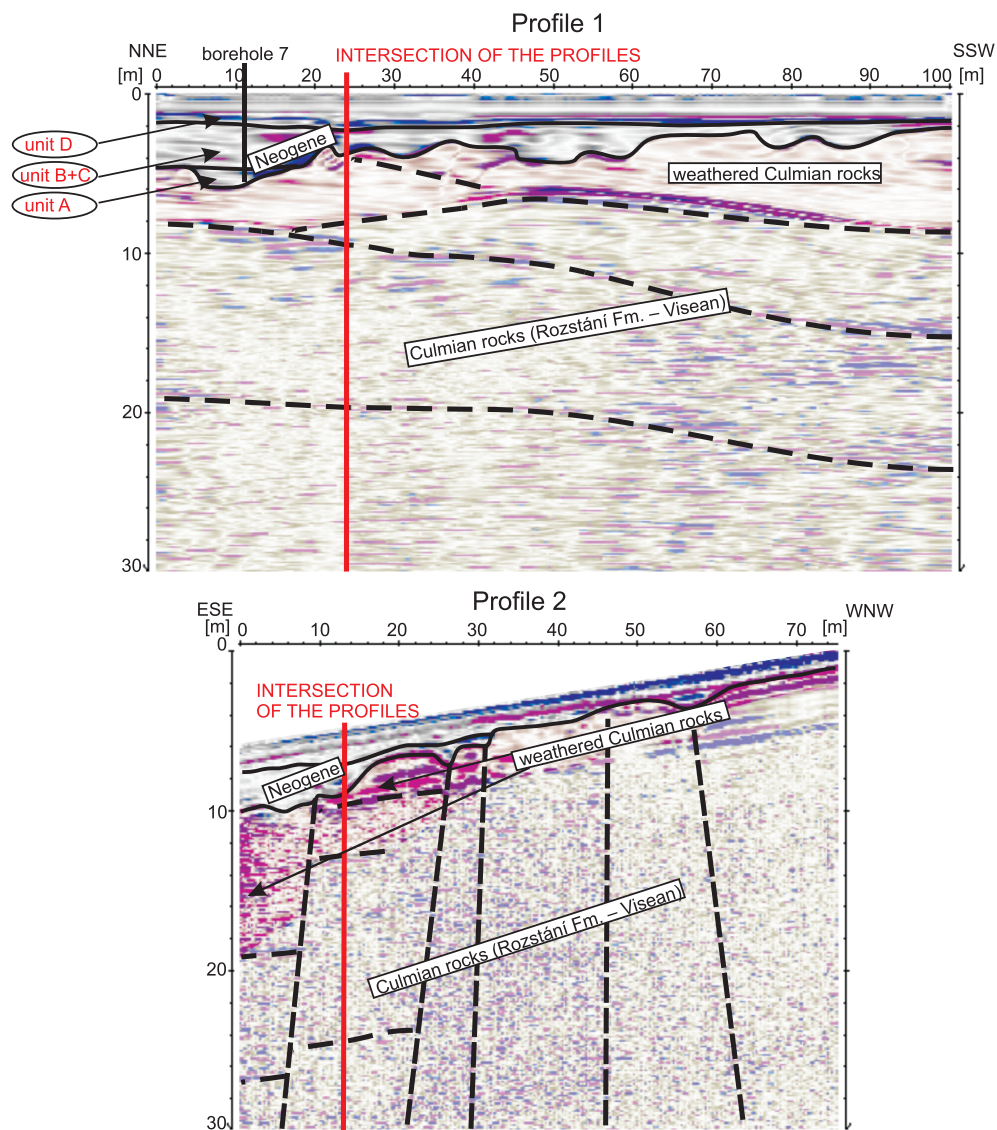 Profile 1
NNE
borehole 7
INTERSECTION OF THE PROFILES
SSW
[m]
0
10
20
30
40
50
60
70
80
90
100
[m]
0
unit D
Neogene
unit B+C
weathered Culmian rocks
unit A
10
Culmian rocks (Rozstání Fm. – Visean)
20
30
Profile 2
ESE
WNW
[m]
0
10
20
30
40
50
60
70
[m]
0
INTERSECTION
OF THE PROFILES
weathered Culmian rocks
Neogene
10
Culmian rocks (Rozstání Fm. – Visean)
20
30